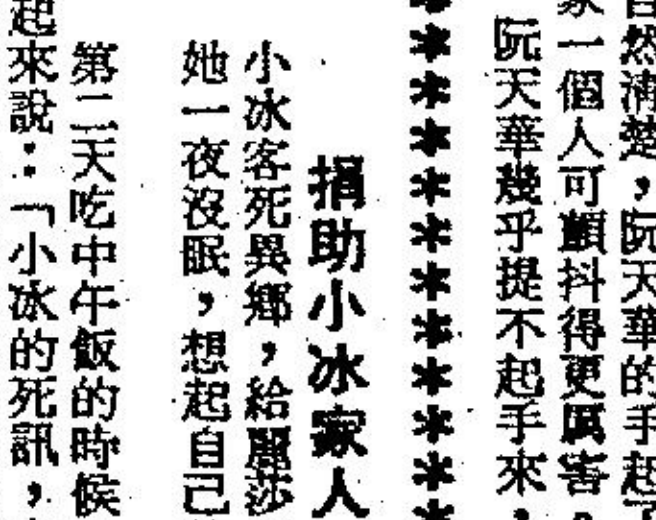 自然清楚，阮天華的手起
家一個人可顫抖得更厲害。
阮天華幾乎提不起手來，
＊＊＊＊＊＊＊＊＊＊＊
捐助小冰家人
小冰客死異鄉，給麗莎
她一夜沒眠，想起自己
第二天吃中午飯的時候
起來說：「小冰的死訊，